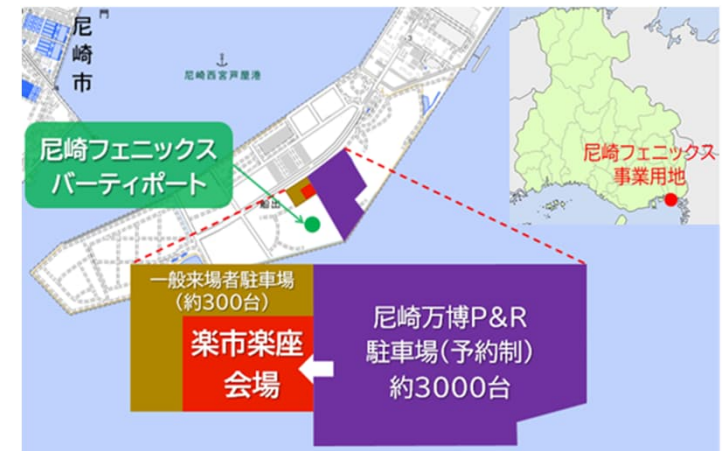 尼崎市
尼崎西宮芦屋港
尼崎フェニックス
バーティポート
船出
尼崎フェニックス
事業用地
一般来場者駐車場
(約300台)
楽市楽座
会場
尼崎万博P&R
駐車場(予約制)
約3000台